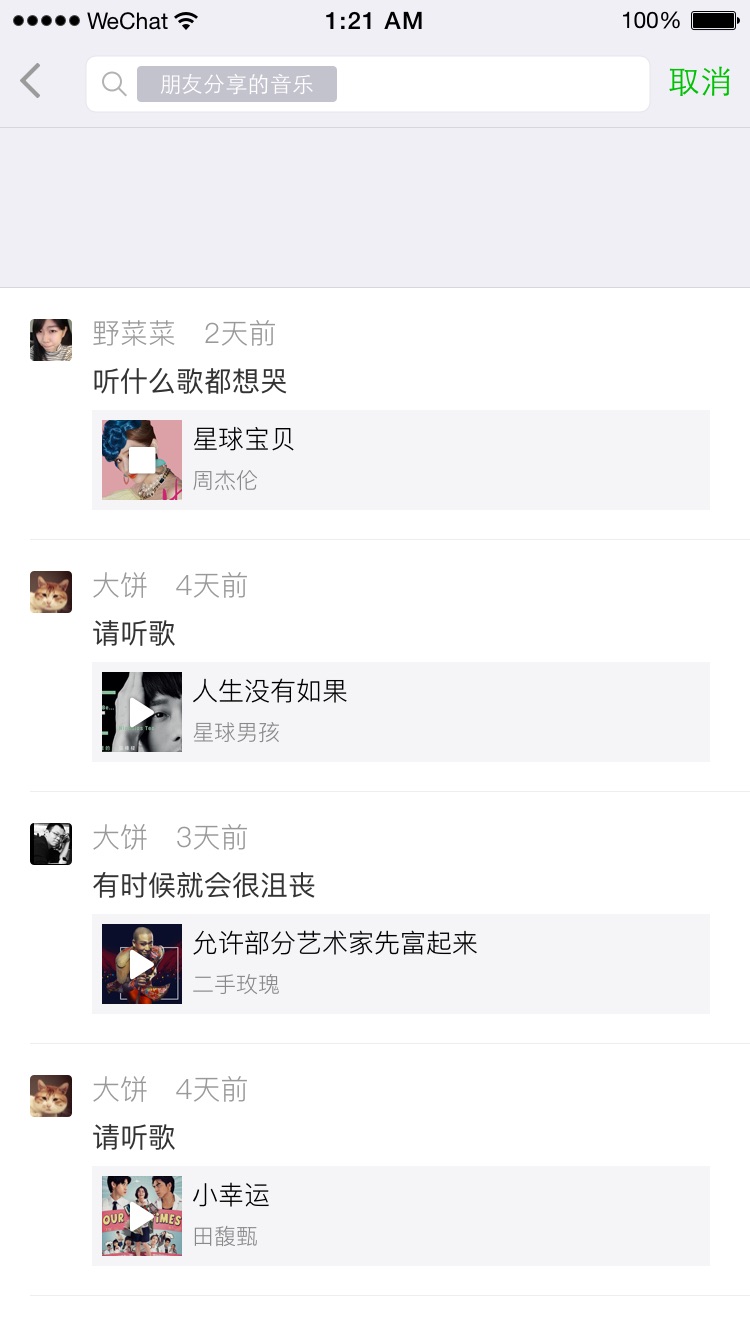 WeChat 1:21 AM 100%
朋友分享的音乐 取消
野菜菜 2天前
听什么歌都想哭
星球宝贝
周杰伦
大饼 4天前
请听歌
人生没有如果
星球男孩
大饼 3天前
有时候就会很沮丧
允许部分艺术家先富起来
二手玫瑰
大饼 4天前
请听歌
OUR TIMES
小幸运
田馥甄